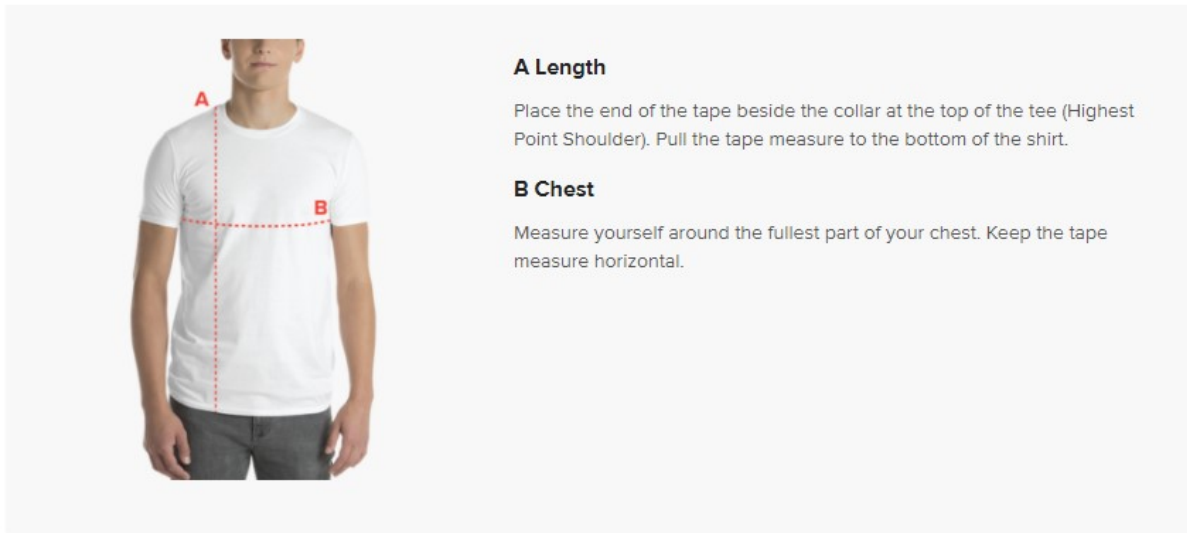 A
B
A Length
Place the end of the tape beside the collar at the top of the tee (Highest
Point Shoulder). Pull the tape measure to the bottom of the shirt.
B Chest
Measure yourself around the fullest part of your chest. Keep the tape
measure horizontal.